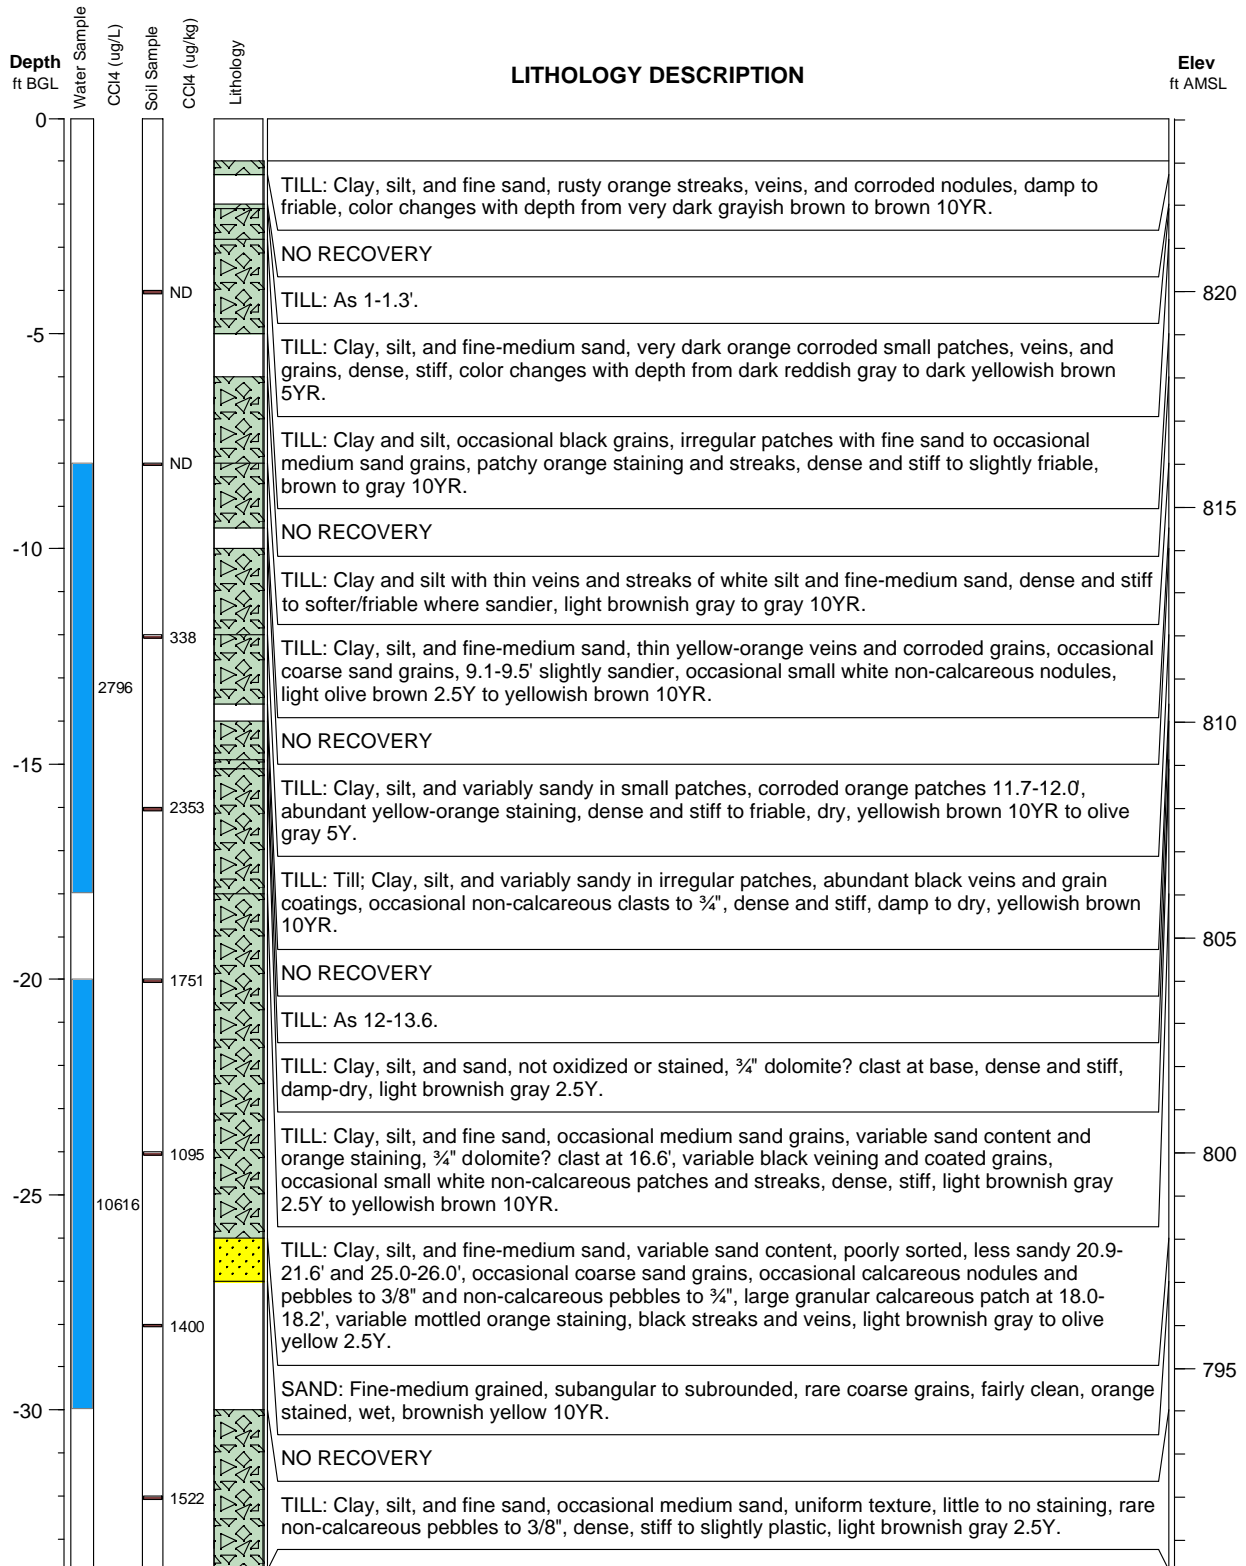 Depth
ft BGL
Water Sample
CCl4 (ug/L)
Soil Sample
CCl4 (ug/kg)
Lithology
LITHOLOGY DESCRIPTION
Elev
ft AMSL
0
-5
-10
-15
-20
-25
-30
2796
10616
ND
ND
338
2353
1751
1095
1400
1522
TILL: Clay, silt, and fine sand, rusty orange streaks, veins, and corroded nodules, damp to
friable, color changes with depth from very dark grayish brown to brown 10YR.
NO RECOVERY
TILL: As 1-1.3'.
TILL: Clay, silt, and fine-medium sand, very dark orange corroded small patches, veins, and
grains, dense, stiff, color changes with depth from dark reddish gray to dark yellowish brown
5YR.
TILL: Clay and silt, occasional black grains, irregular patches with fine sand to occasional
medium sand grains, patchy orange staining and streaks, dense and stiff to slightly friable,
brown to gray 10YR.
NO RECOVERY
TILL: Clay and silt with thin veins and streaks of white silt and fine-medium sand, dense and stiff
to softer/friable where sandier, light brownish gray to gray 10YR.
TILL: Clay, silt, and fine-medium sand, thin yellow-orange veins and corroded grains, occasional
coarse sand grains, 9.1-9.5' slightly sandier, occasional small white non-calcareous nodules,
light olive brown 2.5Y to yellowish brown 10YR.
NO RECOVERY
TILL: Clay, silt, and variably sandy in small patches, corroded orange patches 11.7-12.0',
abundant yellow-orange staining, dense and stiff to friable, dry, yellowish brown 10YR to olive
gray 5Y.
TILL: Till; Clay, silt, and variably sandy in irregular patches, abundant black veins and grain
coatings, occasional non-calcareous clasts to ¾", dense and stiff, damp to dry, yellowish brown
10YR.
NO RECOVERY
TILL: As 12-13.6.
TILL: Clay, silt, and sand, not oxidized or stained, ¾" dolomite? clast at base, dense and stiff,
damp-dry, light brownish gray 2.5Y.
TILL: Clay, silt, and fine sand, occasional medium sand grains, variable sand content and
orange staining, ¾" dolomite? clast at 16.6', variable black veining and coated grains,
occasional small white non-calcareous patches and streaks, dense, stiff, light brownish gray
2.5Y to yellowish brown 10YR.
TILL: Clay, silt, and fine-medium sand, variable sand content, poorly sorted, less sandy 20.9-
21.6' and 25.0-26.0', occasional coarse sand grains, occasional calcareous nodules and
pebbles to 3/8" and non-calcareous pebbles to ¾", large granular calcareous patch at 18.0-
18.2', variable mottled orange staining, black streaks and veins, light brownish gray to olive
yellow 2.5Y.
SAND: Fine-medium grained, subangular to subrounded, rare coarse grains, fairly clean, orange
stained, wet, brownish yellow 10YR.
NO RECOVERY
TILL: Clay, silt, and fine sand, occasional medium sand, uniform texture, little to no staining, rare
non-calcareous pebbles to 3/8", dense, stiff to slightly plastic, light brownish gray 2.5Y.
820
815
810
805
800
795